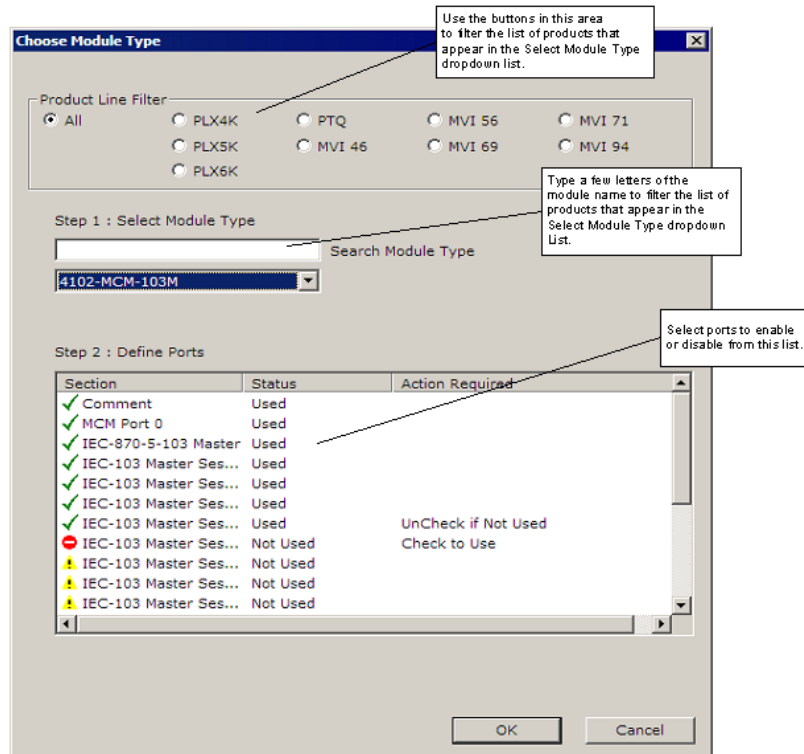 Use the buttons in this area
to filter the list of products that
appear in the Select Module Type
dropdown list.
Choose Module Type
Product Line Filter
All
PLX4K
PTQ
MVI 56
MVI 71
PLX5K
MVI 46
MVI 69
MVI 94
PLX6K
Type a few letters of the
module name to filter the list of
products that appear in the
Select Module Type dropdown
List.
Step 1 : Select Module Type
Search Module Type
4102-MCM-103M
Select ports to enable
or disable from this list.
Step 2 : Define Ports
Section Status Action Required
Comment Used
MCM Port 0 Used
IEC-870-5-103 Master Used
IEC-103 Master Ses... Used
IEC-103 Master Ses... Used
IEC-103 Master Ses... Used
IEC-103 Master Ses... Used UnCheck if Not Used
IEC-103 Master Ses... Not Used Check to Use
IEC-103 Master Ses... Not Used
IEC-103 Master Ses... Not Used
IEC-103 Master Ses... Not Used
OK
Cancel